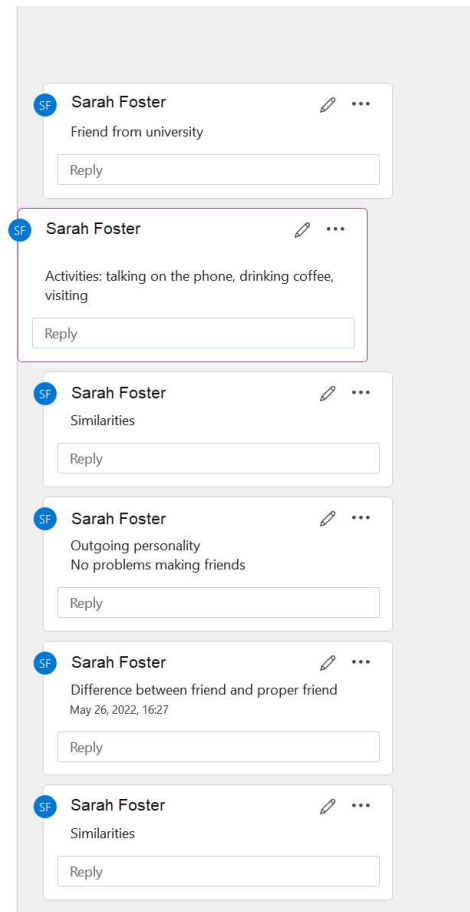 SF Sarah Foster
Friend from university
Reply
SF Sarah Foster
Activities: talking on the phone, drinking coffee,
visiting
Reply
SF Sarah Foster
Similarities
Reply
SF Sarah Foster
Outgoing personality
No problems making friends
Reply
SF Sarah Foster
Difference between friend and proper friend
May 26, 2022, 16:27
Reply
SF Sarah Foster
Similarities
Reply